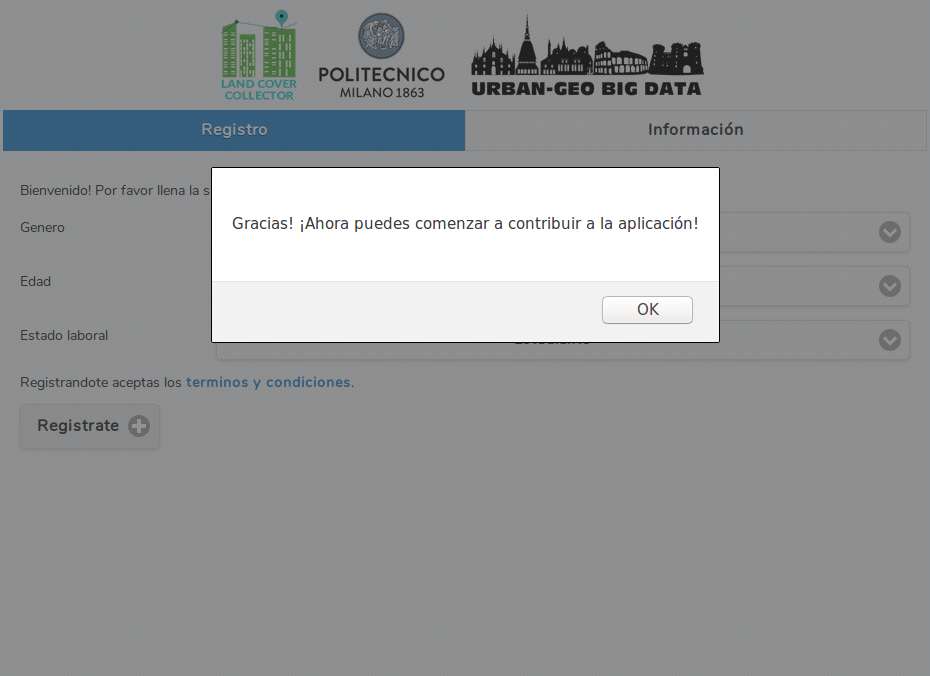 LAND COVER
COLLECTOR
POLITECNICO
MILANO 1863
URBAN-GEO BIG DATA
Registro
Información
Bienvenido! Por favor llena la s
Gracias! ¡Ahora puedes comenzar a contribuir a la aplicación!
Genero
Edad
OK
Estado laboral
Registrandote aceptas los terminos y condiciones.
Registrate